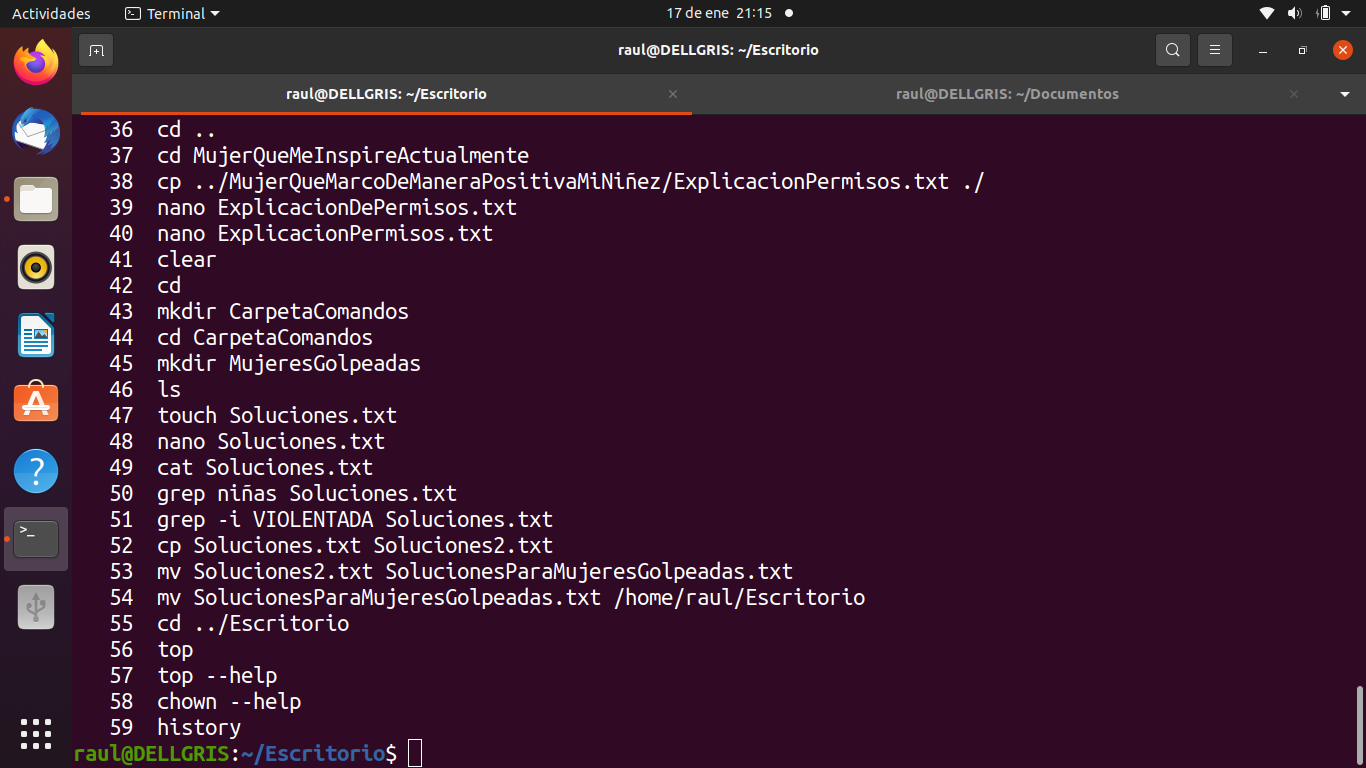 Actividades Terminal 17 de ene 21:15
raul@DELLGRIS: ~/Escritorio
raul@DELLGRIS: ~/Escritorio raul@DELLGRIS: ~/Documentos
36 cd ..
37 cd MujerQueMeInspireActualmente
38 cp ../MujerQueMarcoDeManeraPositivaMiNiñez/ExplicacionPermisos.txt ./
39 nano ExplicacionDePermisos.txt
40 nano ExplicacionPermisos.txt
41 clear
42 cd
43 mkdir CarpetaComandos
44 cd CarpetaComandos
45 mkdir MujeresGolpeadas
46 ls
47 touch Soluciones.txt
48 nano Soluciones.txt
49 cat Soluciones.txt
50 grep niñas Soluciones.txt
51 grep -i VIOLENTADA Soluciones.txt
52 cp Soluciones.txt Soluciones2.txt
53 mv Soluciones2.txt SolucionesParaMujeresGolpeadas.txt
54 mv SolucionesParaMujeresGolpeadas.txt /home/raul/Escritorio
55 cd ../Escritorio
56 top
57 top --help
58 chown --help
59 history
raul@DELLGRIS:~/Escritorio$